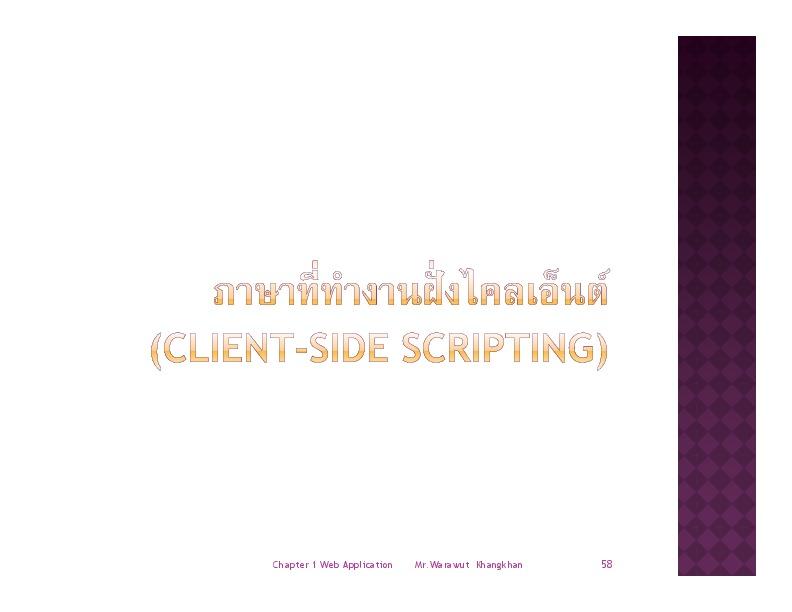 ภาษาที่ทำงานฝั่งไคลเอ็นต์
(CLIENT-SIDE SCRIPTING)
Chapter 1 Web Application Mr.Warawut Khangkhan 58